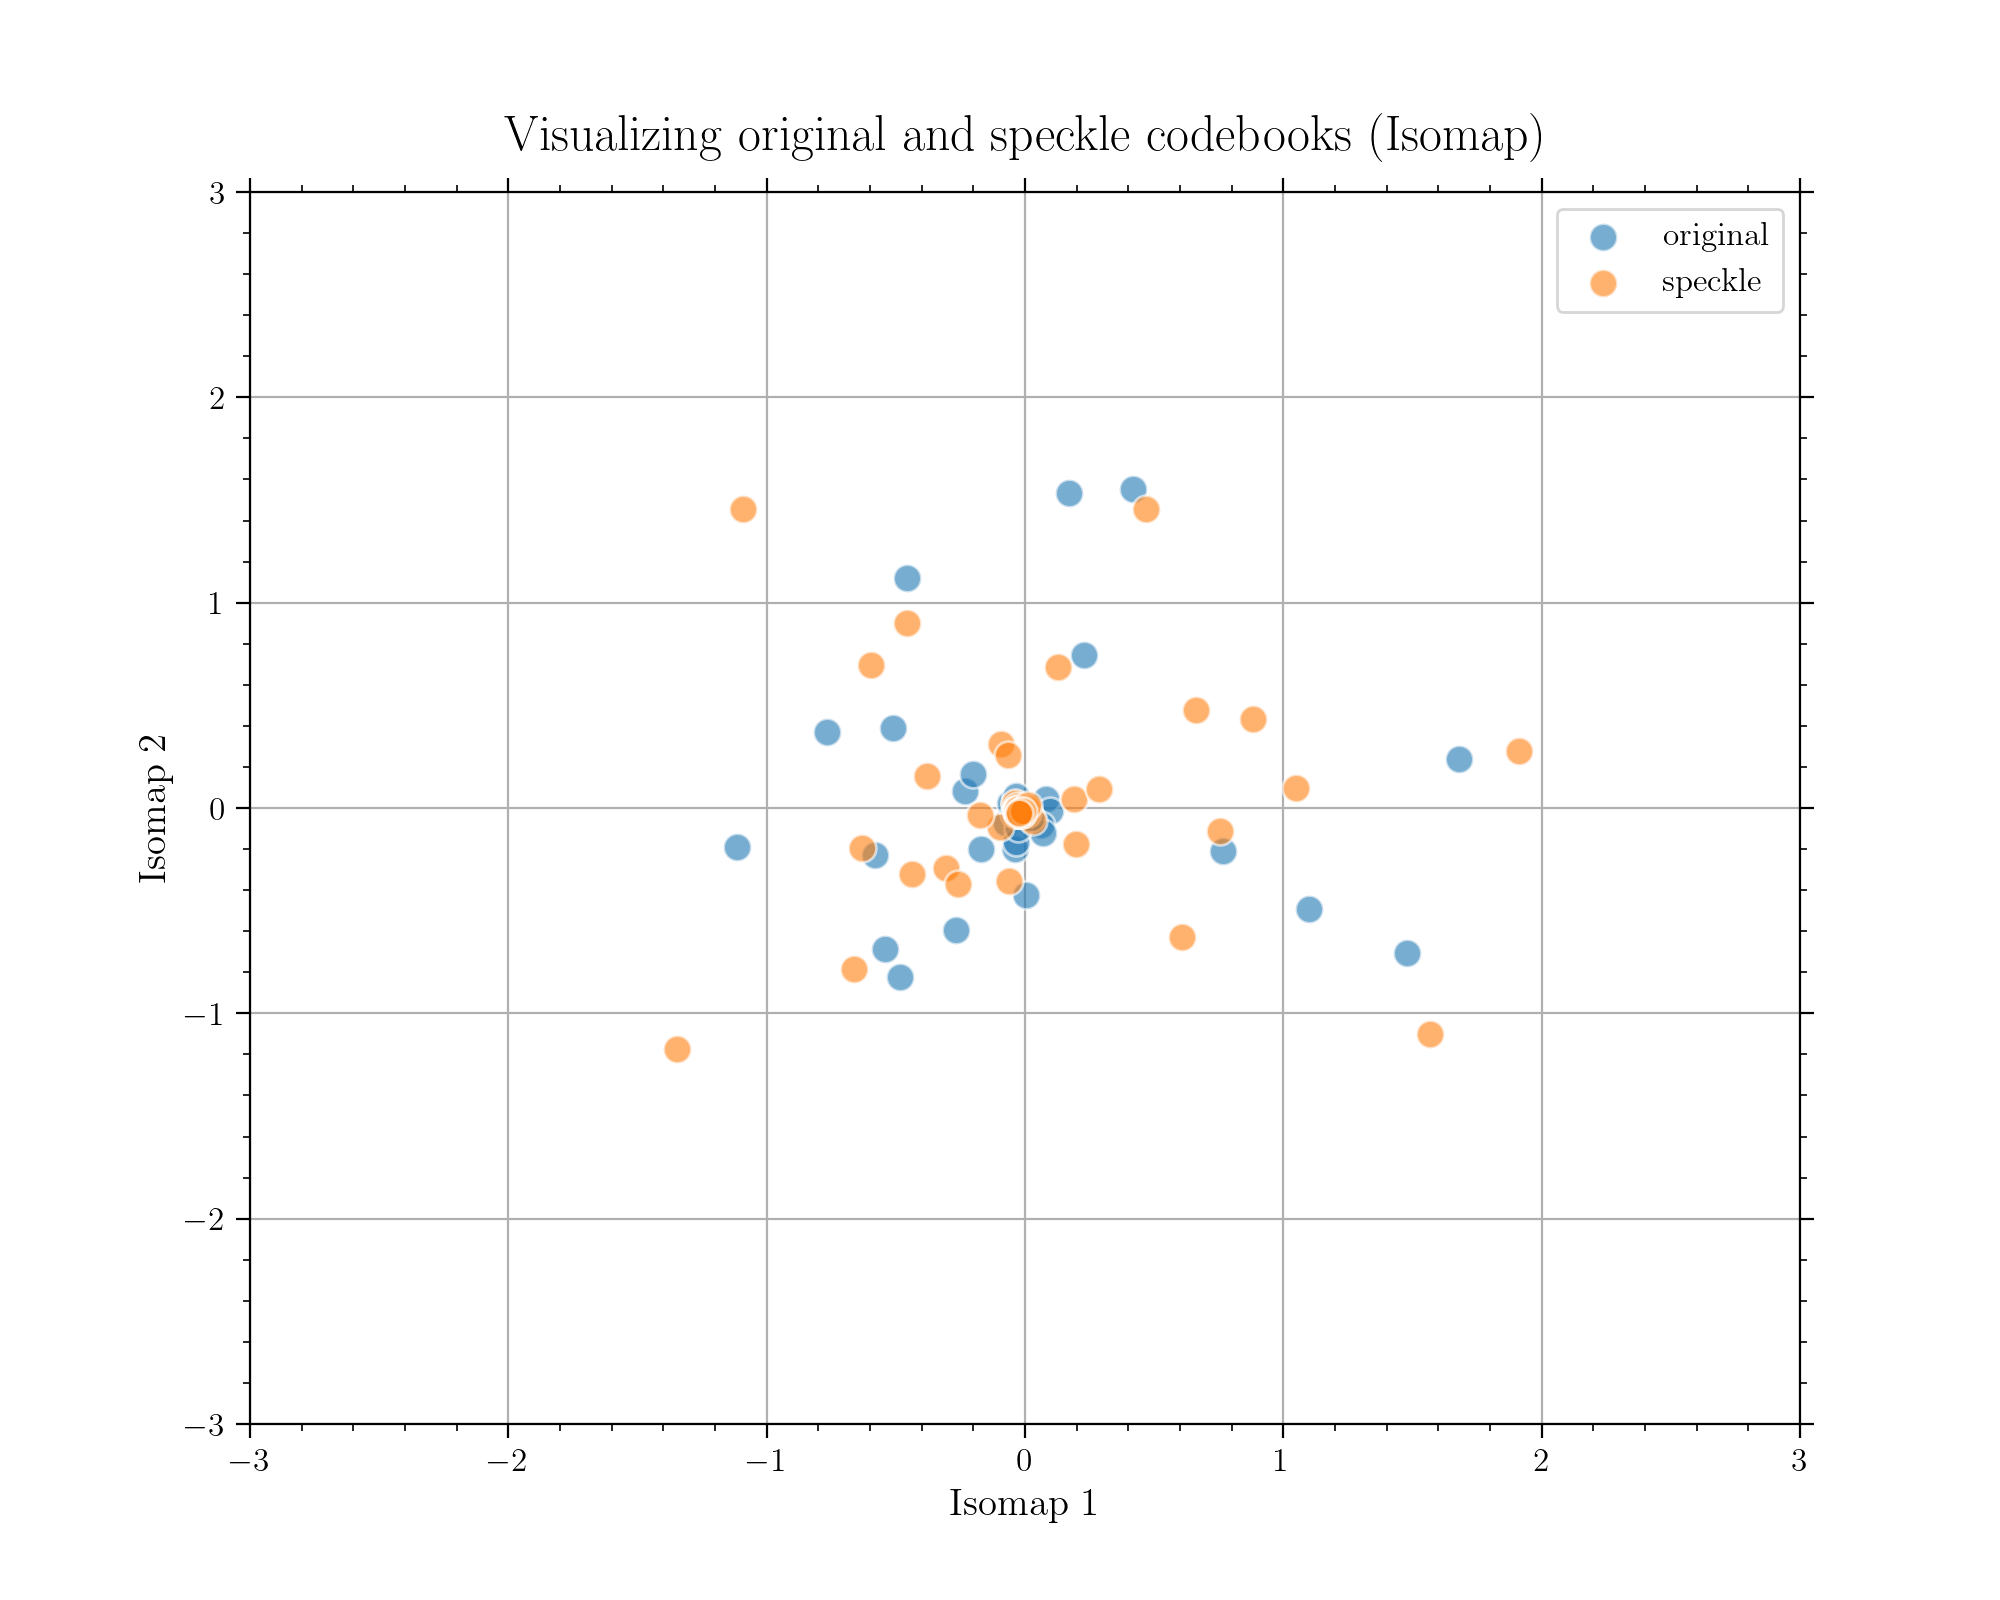 Visualizing original and speckle codebooks (Isomap)
original
speckle
3
2
1
0
−1
−2
−3
Isomap 2
−3
−2
−1
0
1
2
3
Isomap 1